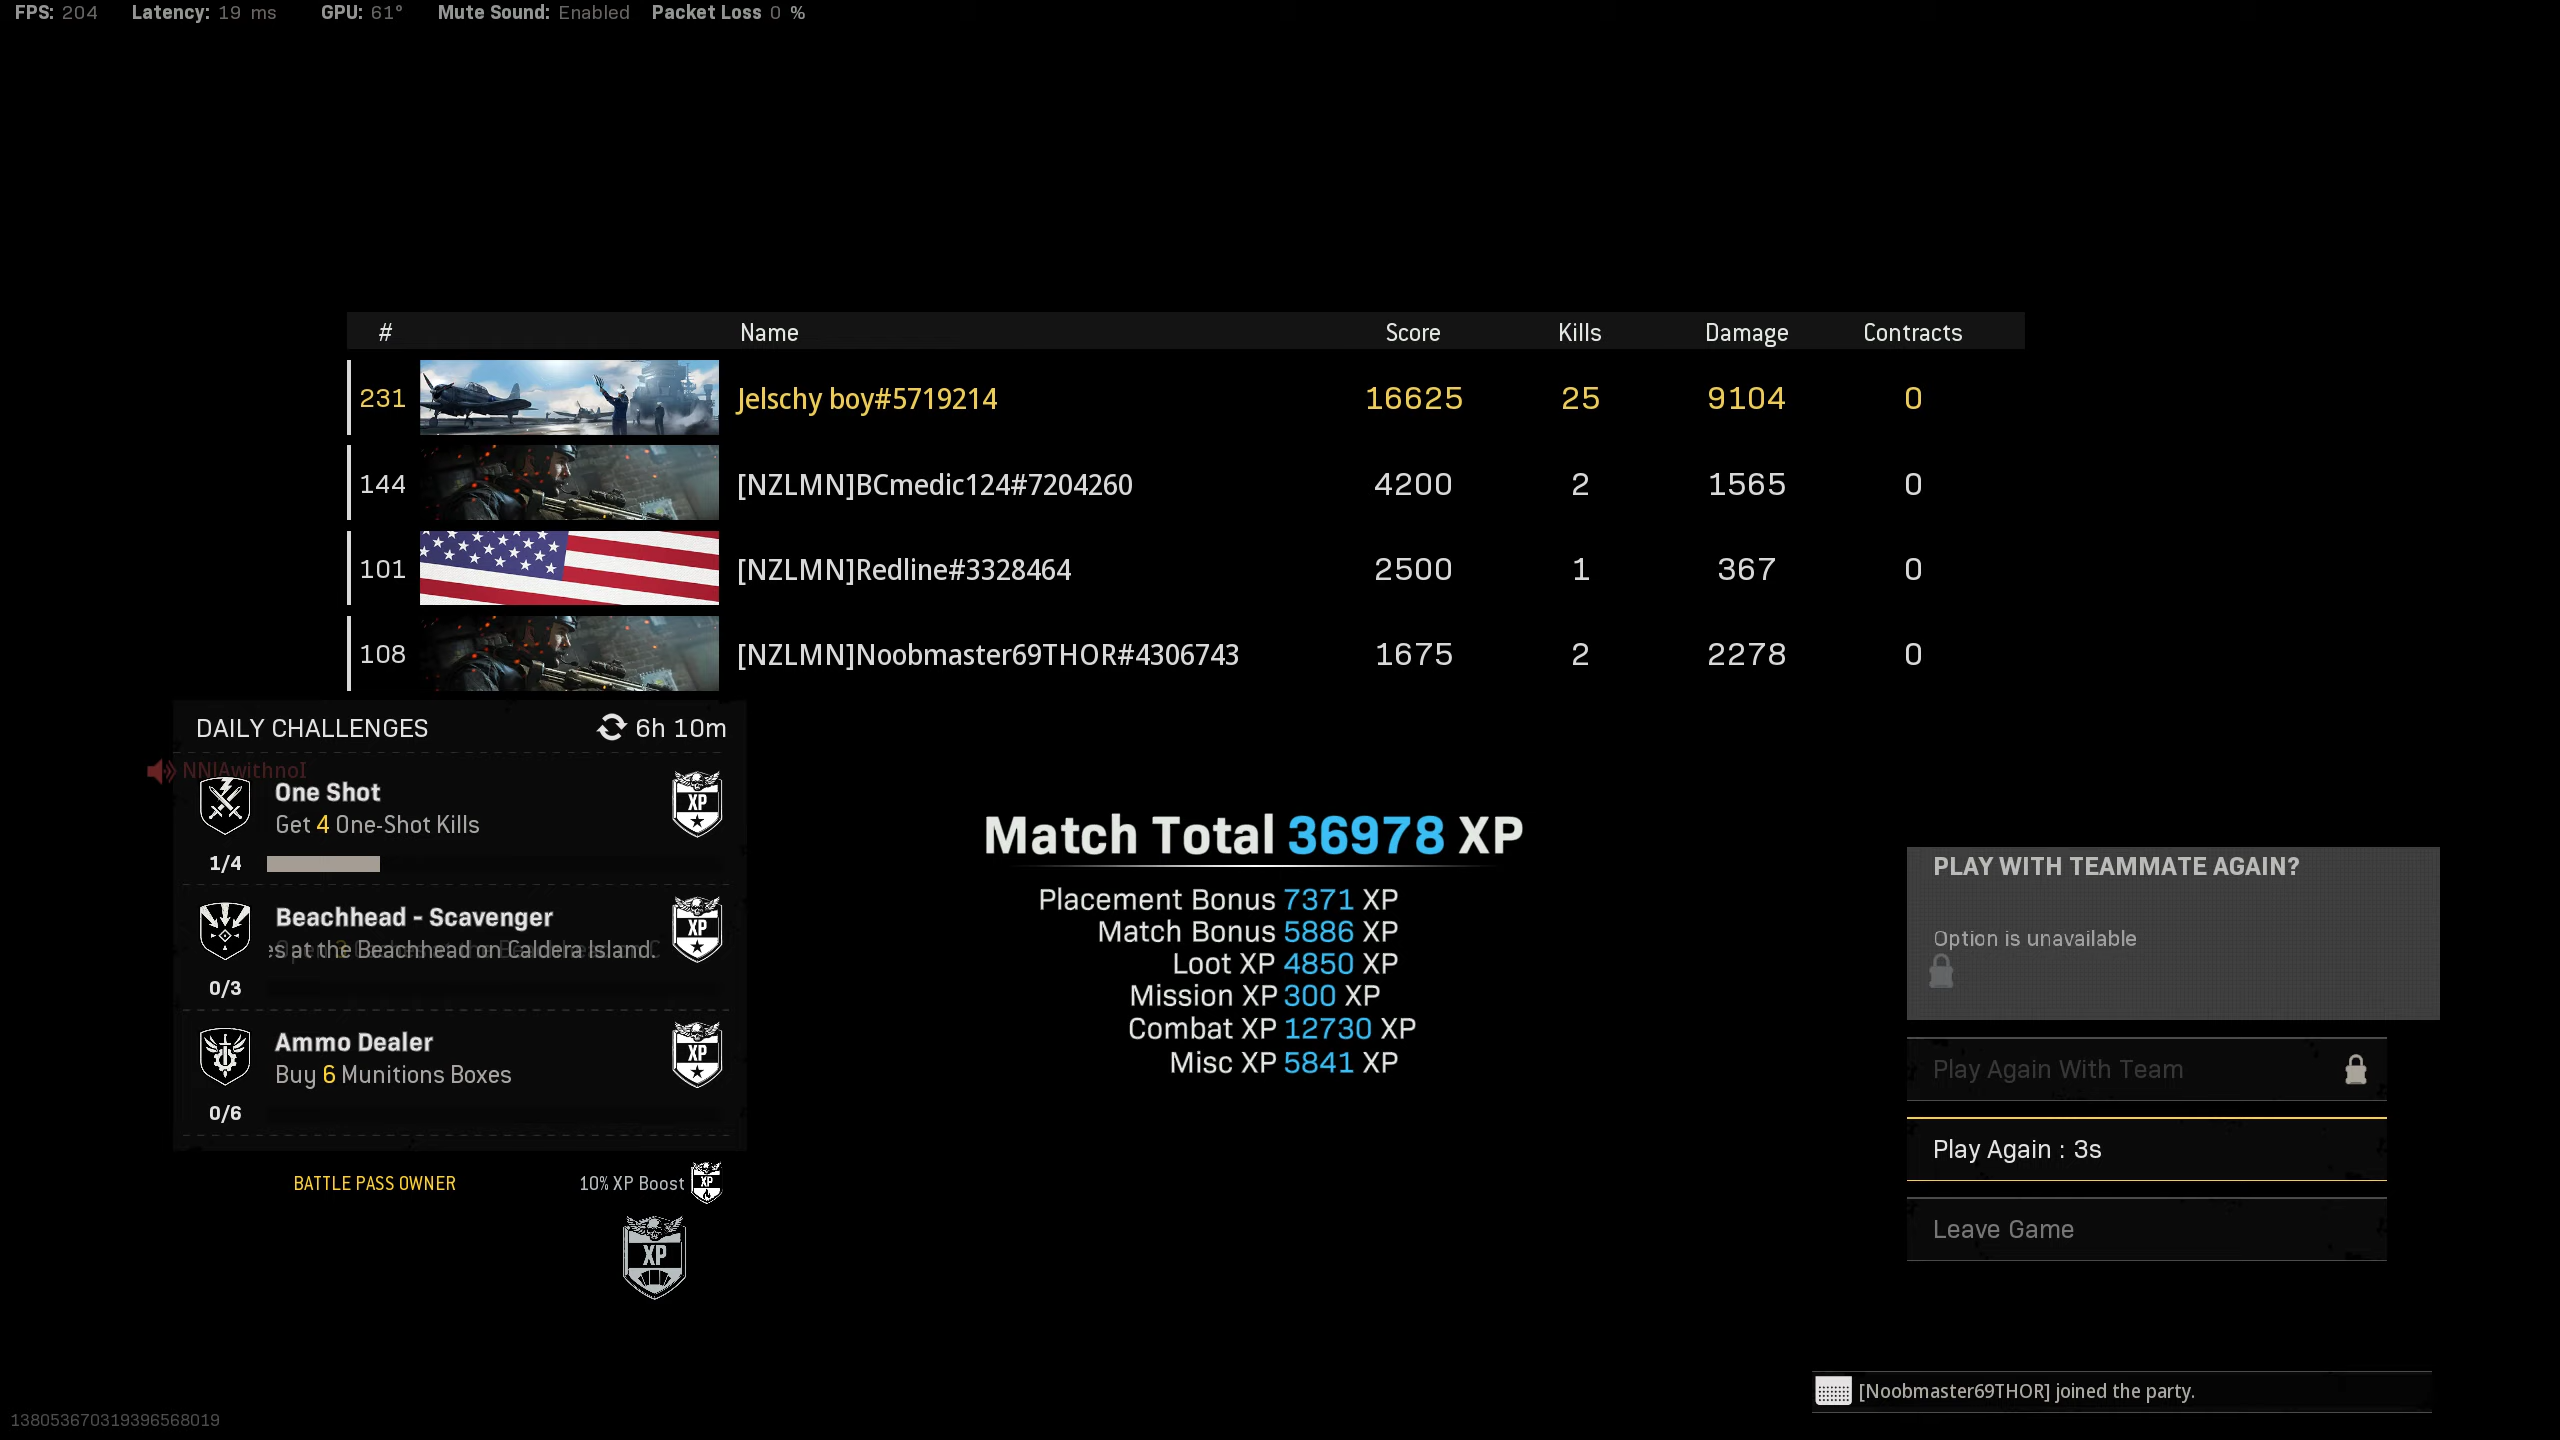 FPS: 204 Latency: 19 ms GPU: 61° Mute Sound: Enabled Packet Loss 0 %
# Name Score Kills Damage Contracts
231 Jelschy boy#5719214 16625 25 9104 0
144 [NZLMN]BCmedic124#7204260 4200 2 1565 0
101 [NZLMN]Redline#3328464 2500 1 367 0
108 [NZLMN]Noobmaster69THOR#4306743 1675 2 2278 0
DAILY CHALLENGES 6h 10m
NNIAwithnoI
One Shot XP
Get 4 One-Shot Kills
1/4
Beachhead - Scavenger XP
es at the Beachhead on Caldera Island.
0/3
Ammo Dealer XP
Buy 6 Munitions Boxes
0/6
BATTLE PASS OWNER 10% XP Boost XP
XP
Match Total 36978 XP
Placement Bonus 7371 XP
Match Bonus 5886 XP
Loot XP 4850 XP
Mission XP 300 XP
Combat XP 12730 XP
Misc XP 5841 XP
PLAY WITH TEAMMATE AGAIN?
Option is unavailable
Play Again With Team
Play Again : 3s
Leave Game
[Noobmaster69THOR] joined the party.
138053670319396568019